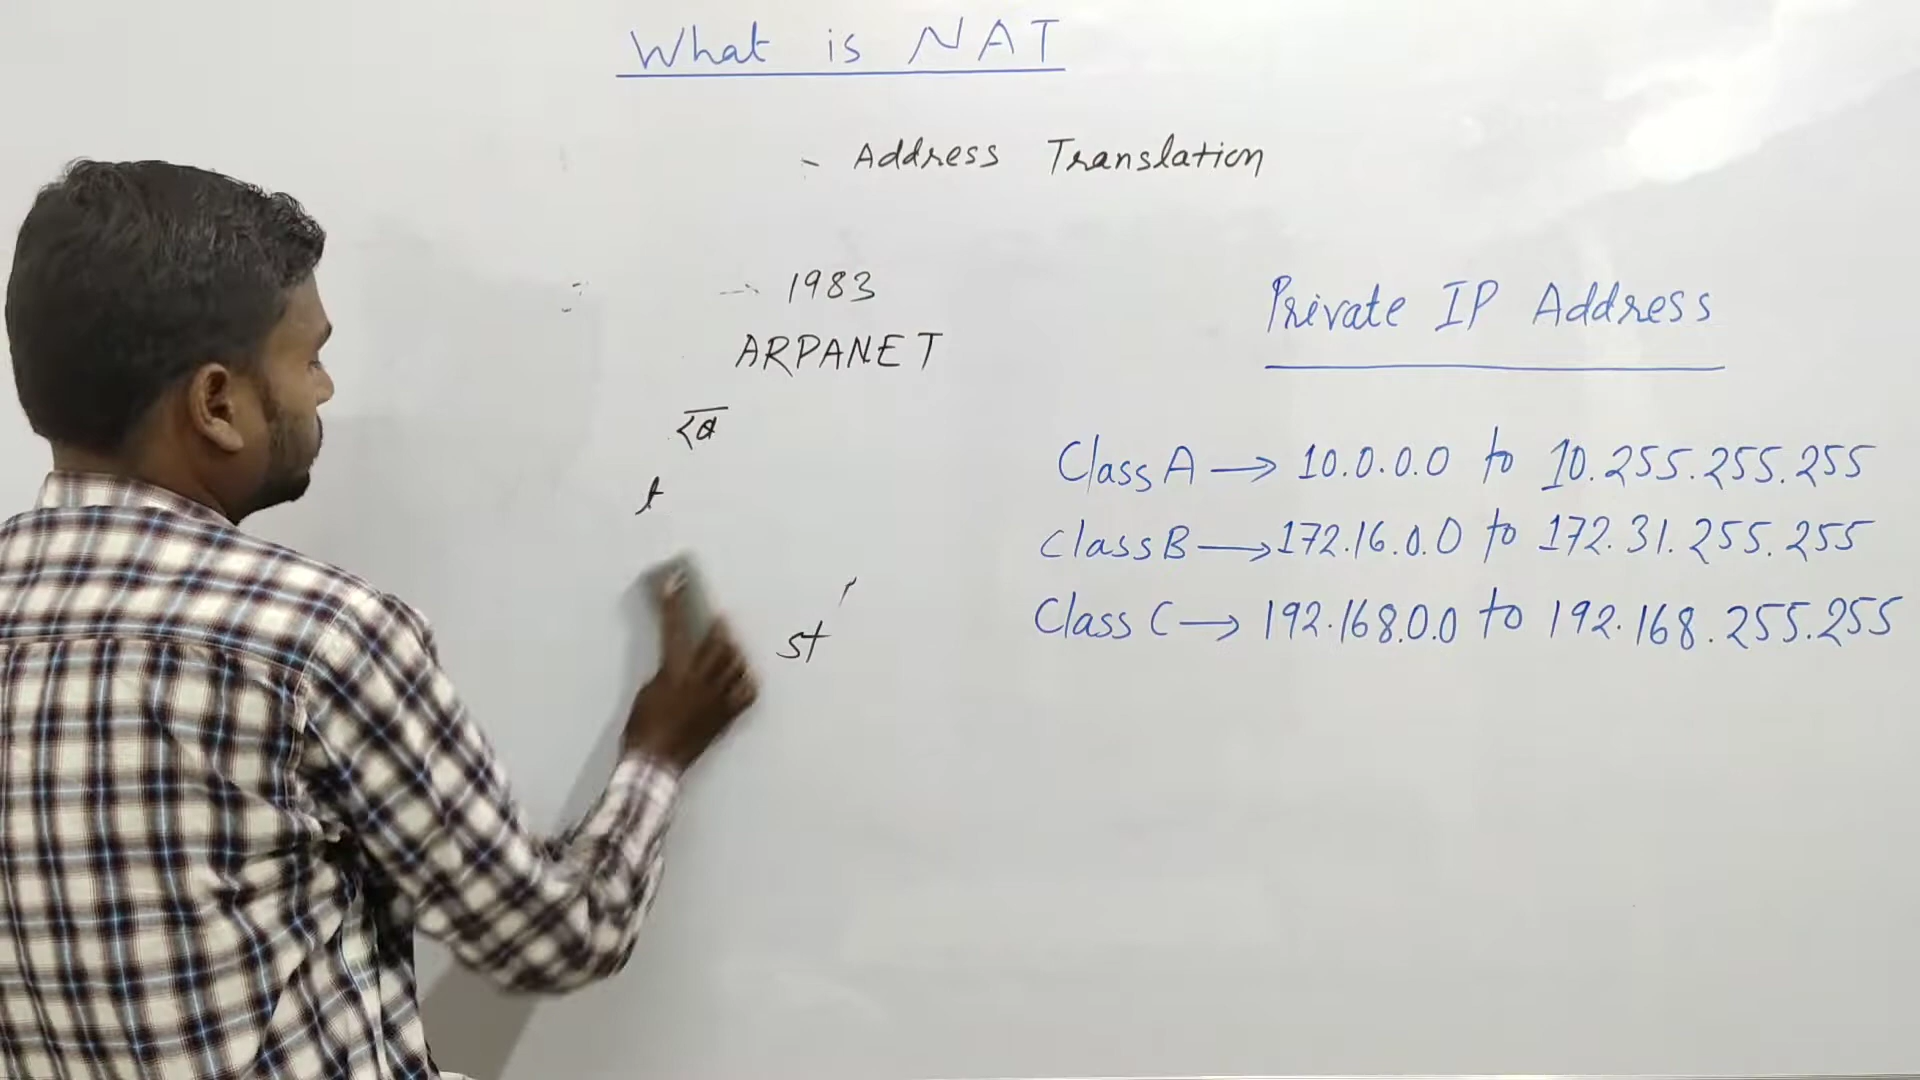 What is NAT
- Address Translation
1983
ARPANET
Private IP Address
Class A → 10.0.0.0 to 10.255.255.255
Class B → 172.16.0.0 to 172.31.255.255
Class C → 192.168.0.0 to 192.168.255.255
st